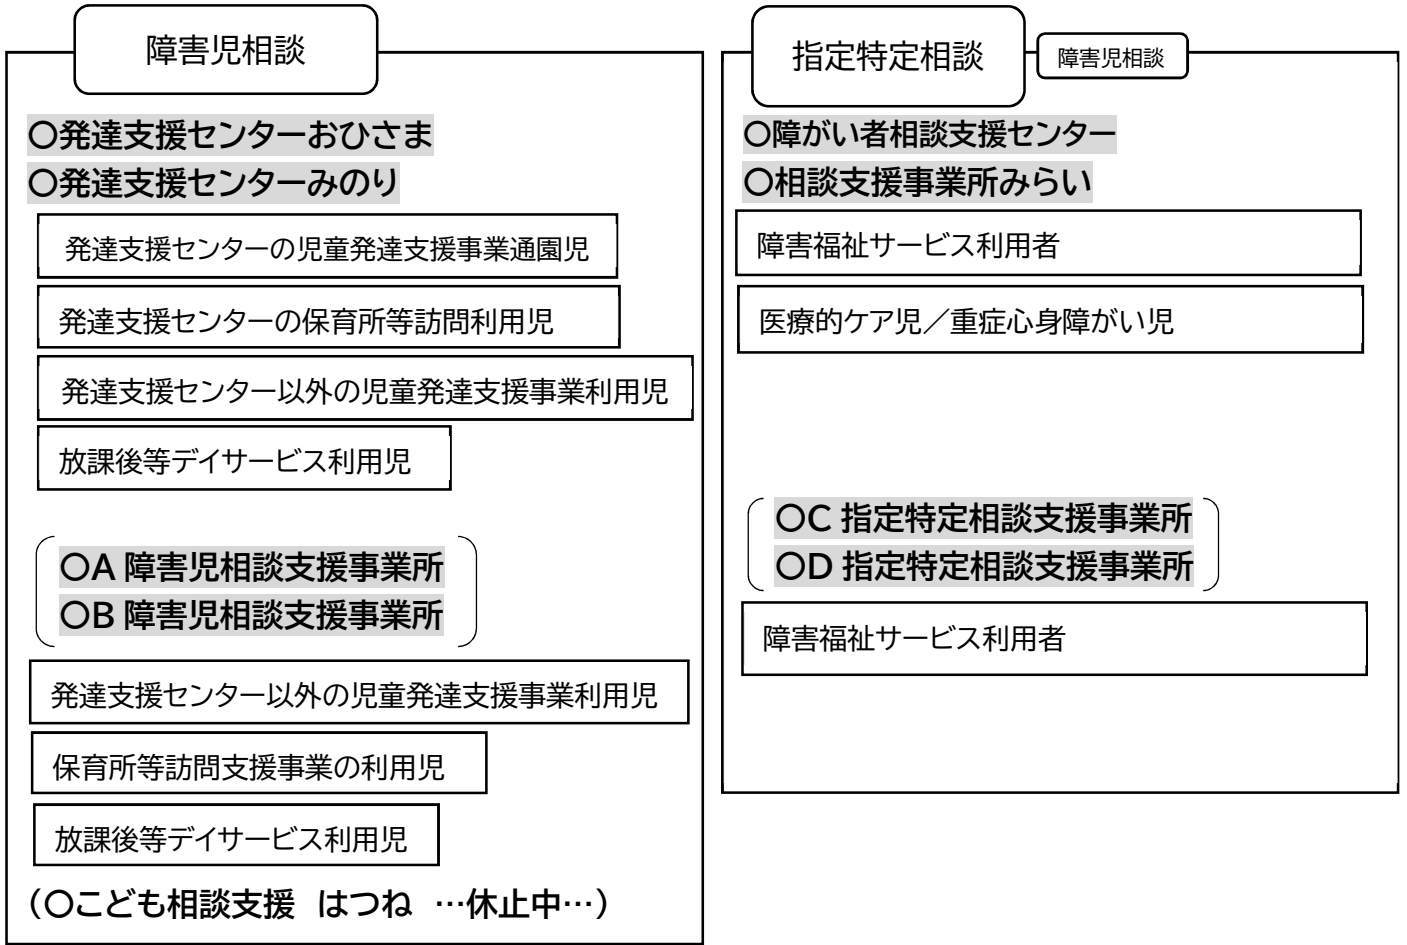 障害児相談
〇発達支援センターおひさま
〇発達支援センターみのり
発達支援センターの児童発達支援事業通園児
発達支援センターの保育所等訪問利用児
発達支援センター以外の児童発達支援事業利用児
放課後等デイサービス利用児
〇A 障害児相談支援事業所
〇B 障害児相談支援事業所
発達支援センター以外の児童発達支援事業利用児
保育所等訪問支援事業の利用児
放課後等デイサービス利用児
(〇こども相談支援 はつね …休止中…)
指定特定相談
障害児相談
〇障がい者相談支援センター
〇相談支援事業所みらい
障害福祉サービス利用者
医療的ケア児／重症心身障がい児
〇C 指定特定相談支援事業所
〇D 指定特定相談支援事業所
障害福祉サービス利用者